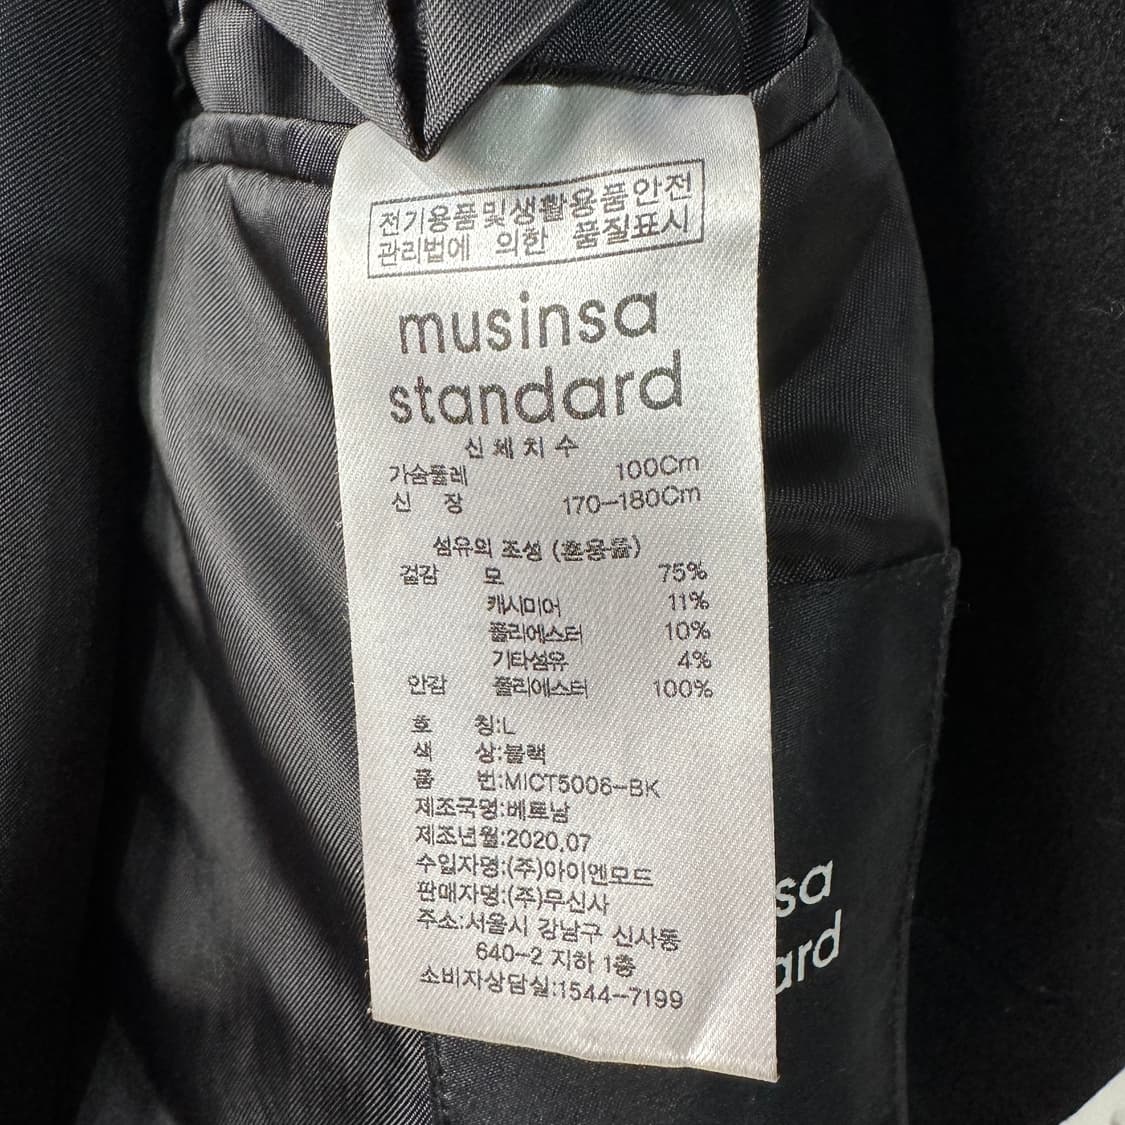 전기용품및생활용품안전
관리법에 의한 품질표시
musinsa
standard
신체치수
가슴둘레 100Cm
신 장 170-180Cm
섬유의 조성 (혼용율)
겉감 모 75%
캐시미어 11%
폴리에스터 10%
기타섬유 4%
안감 폴리에스터 100%
호 칭:L
색 상:블랙
품 번:MICT5006-BK
제조국명:베트남
제조년월:2020.07
수입자명:(주)아이엔모드
판매자명:(주)무신사
주소:서울시 강남구 신사동
640-2 지하 1층
소비자상담실:1544-7199
sa
ard